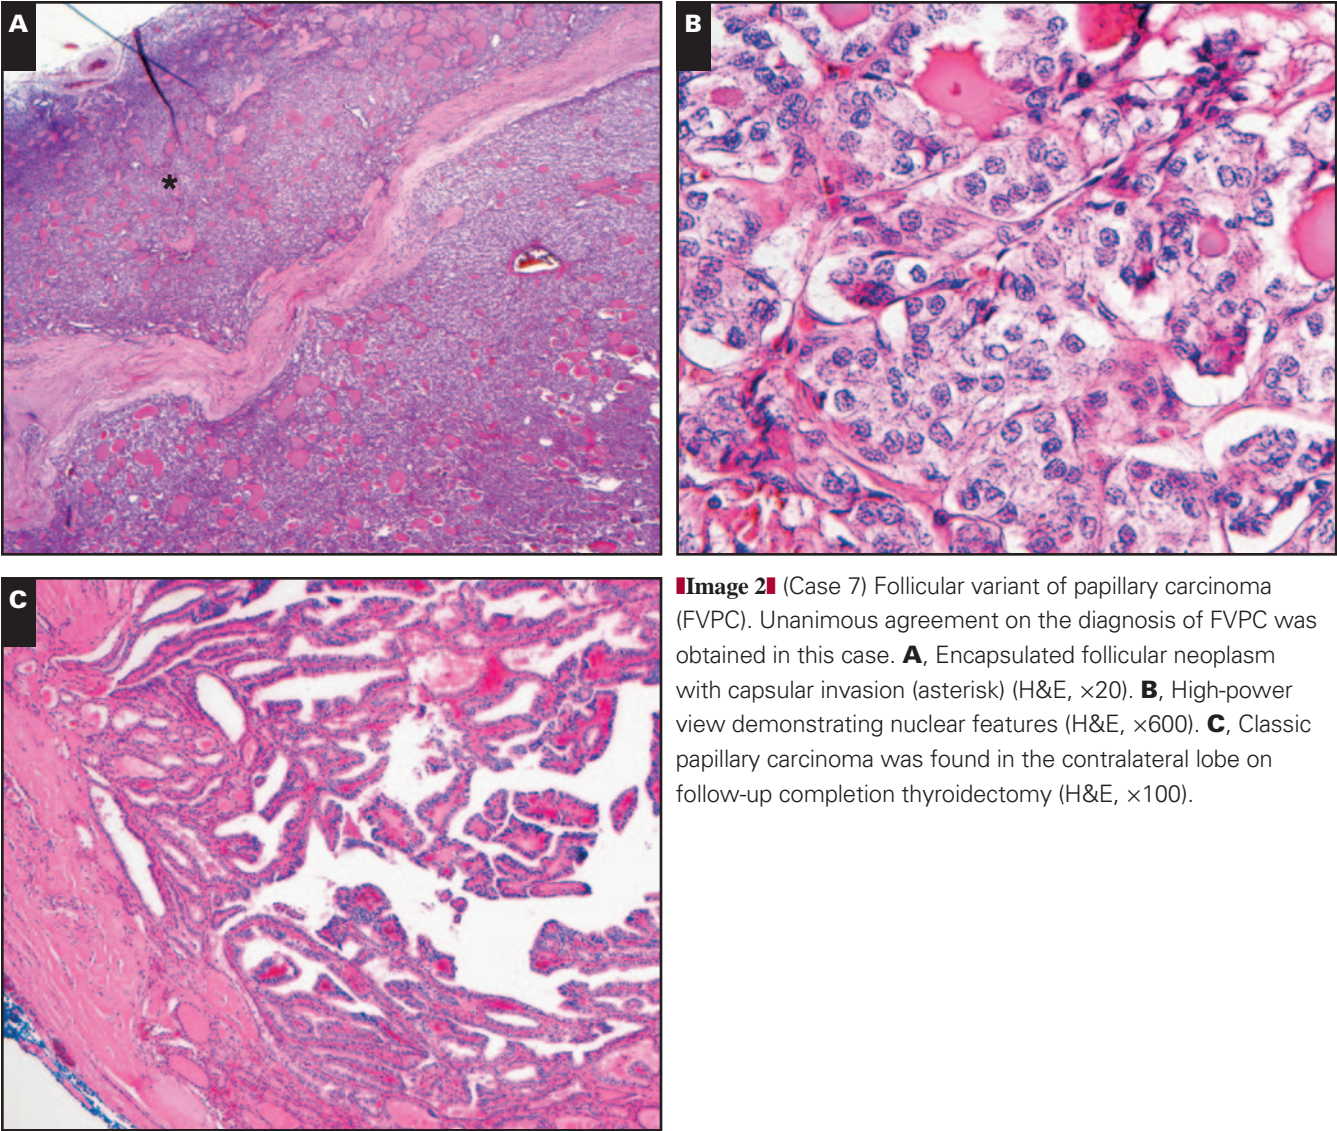 A
B
*
C
Image 2 (Case 7) Follicular variant of papillary carcinoma
(FVPC). Unanimous agreement on the diagnosis of FVPC was
obtained in this case. A, Encapsulated follicular neoplasm
with capsular invasion (asterisk) (H&E, ×20). B, High-power
view demonstrating nuclear features (H&E, ×600). C, Classic
papillary carcinoma was found in the contralateral lobe on
follow-up completion thyroidectomy (H&E, ×100).